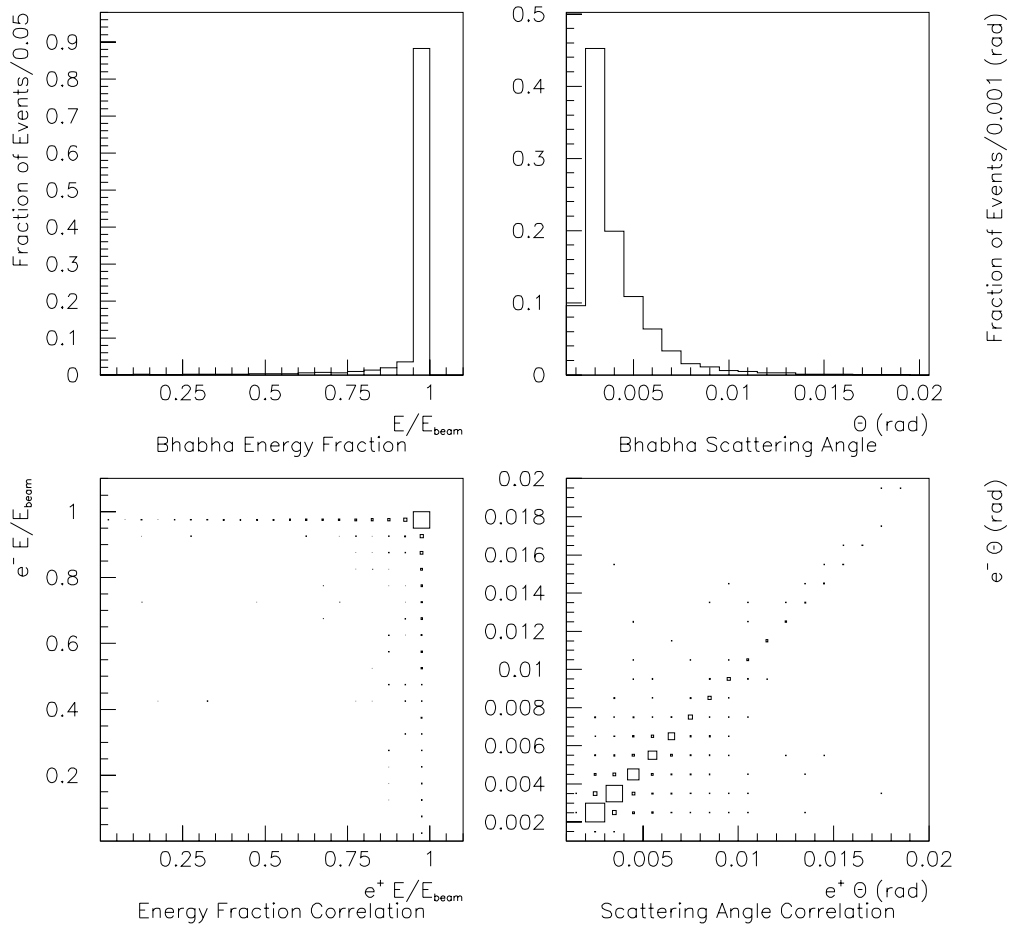 Fraction of Events/0.05
0.9
0.8
0.7
0.6
0.5
0.4
0.3
0.2
0.1
0
0.25 0.5 0.75 1
E/E_beam
Bhabha Energy Fraction
Fraction of Events/0.001 (rad)
0.5
0.4
0.3
0.2
0.1
0
0.005 0.01 0.015 0.02
Θ (rad)
Bhabha Scattering Angle
e⁻ E/E_beam
1
0.8
0.6
0.4
0.2
0.25 0.5 0.75 1
e⁺ E/E_beam
Energy Fraction Correlation
e⁻ Θ (rad)
0.02
0.018
0.016
0.014
0.012
0.01
0.008
0.006
0.004
0.002
0.005 0.01 0.015 0.02
e⁺ Θ (rad)
Scattering Angle Correlation